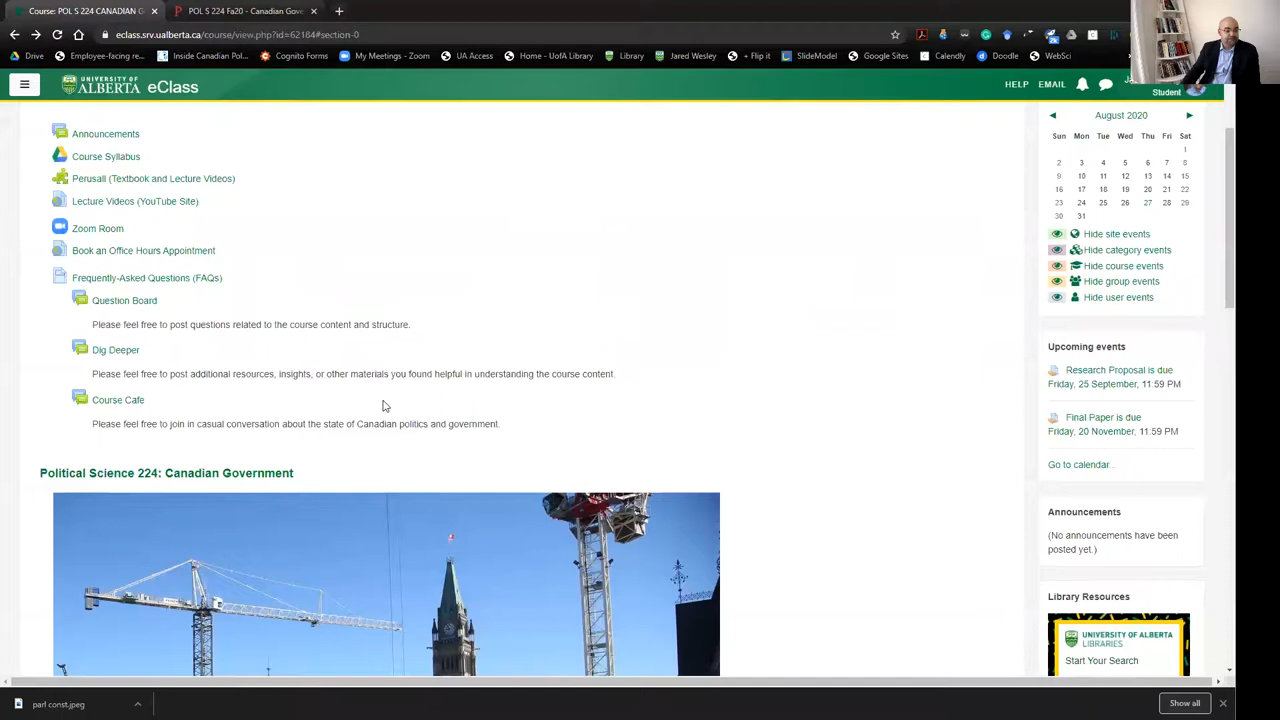 Course: POL S 224 CANADIAN G
POL S 224 Fa20 - Canadian Gove
eclass.srv.ualberta.ca/course/view.php?id=62184#section-0
Drive
Employee-facing re
Inside Canadian Pol
Cognito Forms
My Meetings - Zoom
UA Access
Home - UofA Library
Library
Jared Wesley
+ Flip it
SlideModel
Google Sites
Calendly
Doodle
WebSci
UNIVERSITY OF ALBERTA eClass
HELP
EMAIL
Student
Announcements
Course Syllabus
Perusall (Textbook and Lecture Videos)
Lecture Videos (YouTube Site)
Zoom Room
Book an Office Hours Appointment
Frequently-Asked Questions (FAQs)
Question Board
Please feel free to post questions related to the course content and structure.
Dig Deeper
Please feel free to post additional resources, insights, or other materials you found helpful in understanding the course content.
Course Cafe
Please feel free to join in casual conversation about the state of Canadian politics and government.
Political Science 224: Canadian Government
August 2020
Sun Mon Tue Wed Thu Fri Sat
1
2 3 4 5 6 7 8
9 10 11 12 13 14 15
16 17 18 19 20 21 22
23 24 25 26 27 28 29
30 31
Hide site events
Hide category events
Hide course events
Hide group events
Hide user events
Upcoming events
Research Proposal is due
Friday, 25 September, 11:59 PM
Final Paper is due
Friday, 20 November, 11:59 PM
Go to calendar...
Announcements
(No announcements have been
posted yet.)
Library Resources
UNIVERSITY OF ALBERTA
LIBRARIES
Start Your Search
parl const.jpeg
Show all